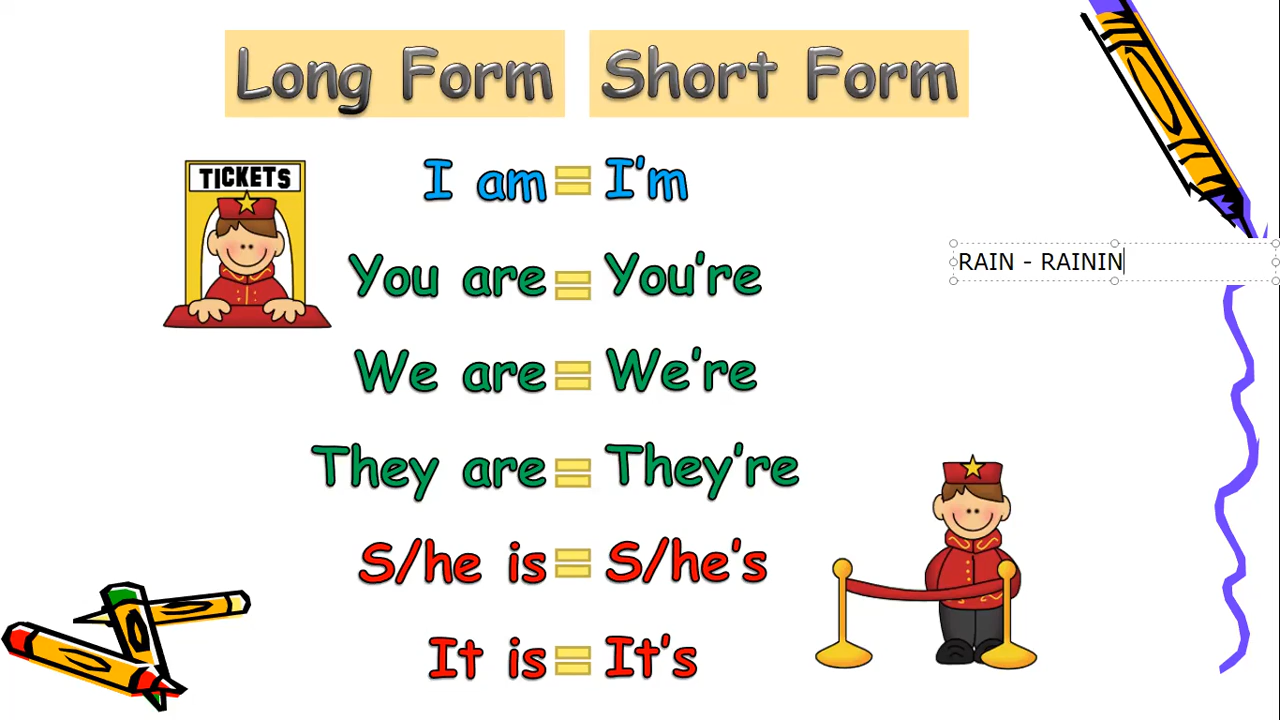 Long Form Short Form
TICKETS
I am = I'm
You are = You're
RAIN - RAININ
We are = We're
They are = They're
S/he is = S/he's
It is = It's